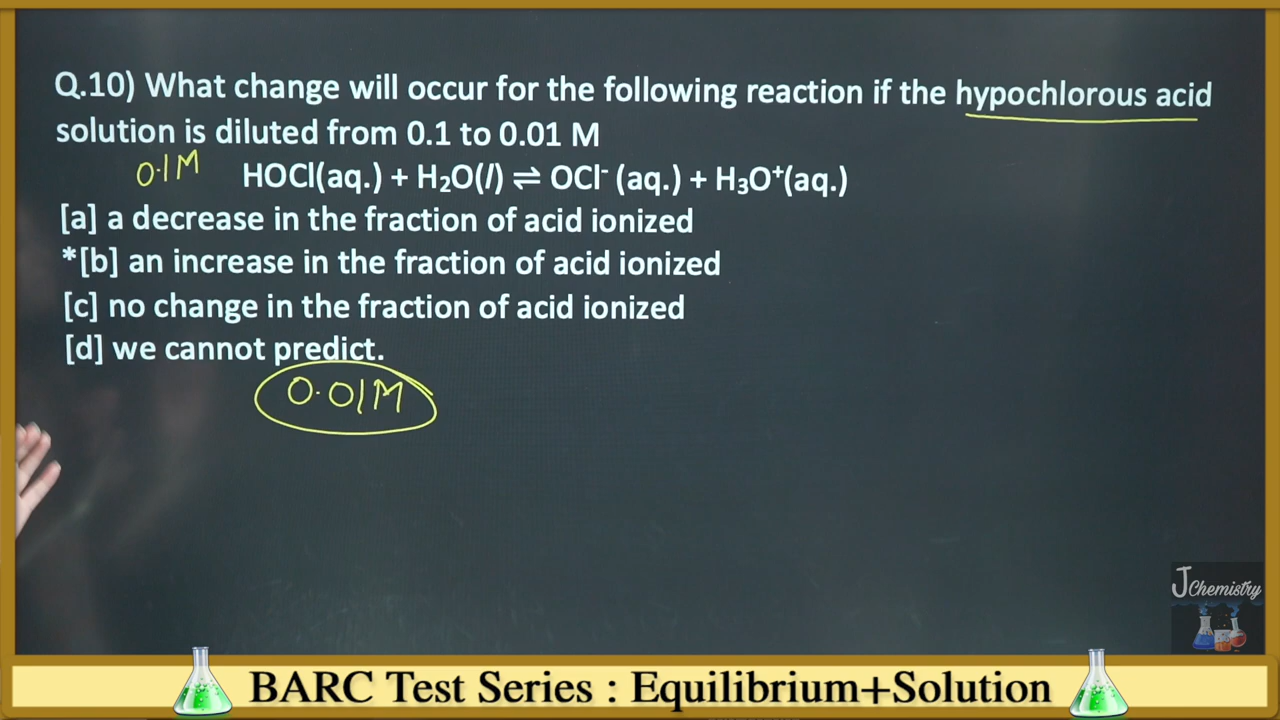 Q.10) What change will occur for the following reaction if the hypochlorous acid
solution is diluted from 0.1 to 0.01 M
0.1M HOCl(aq.) + H₂O(l) ⇌ OCl⁻ (aq.) + H₃O⁺(aq.)
[a] a decrease in the fraction of acid ionized
*[b] an increase in the fraction of acid ionized
[c] no change in the fraction of acid ionized
[d] we cannot predict.
0.01M
J Chemistry
BARC Test Series : Equilibrium+Solution